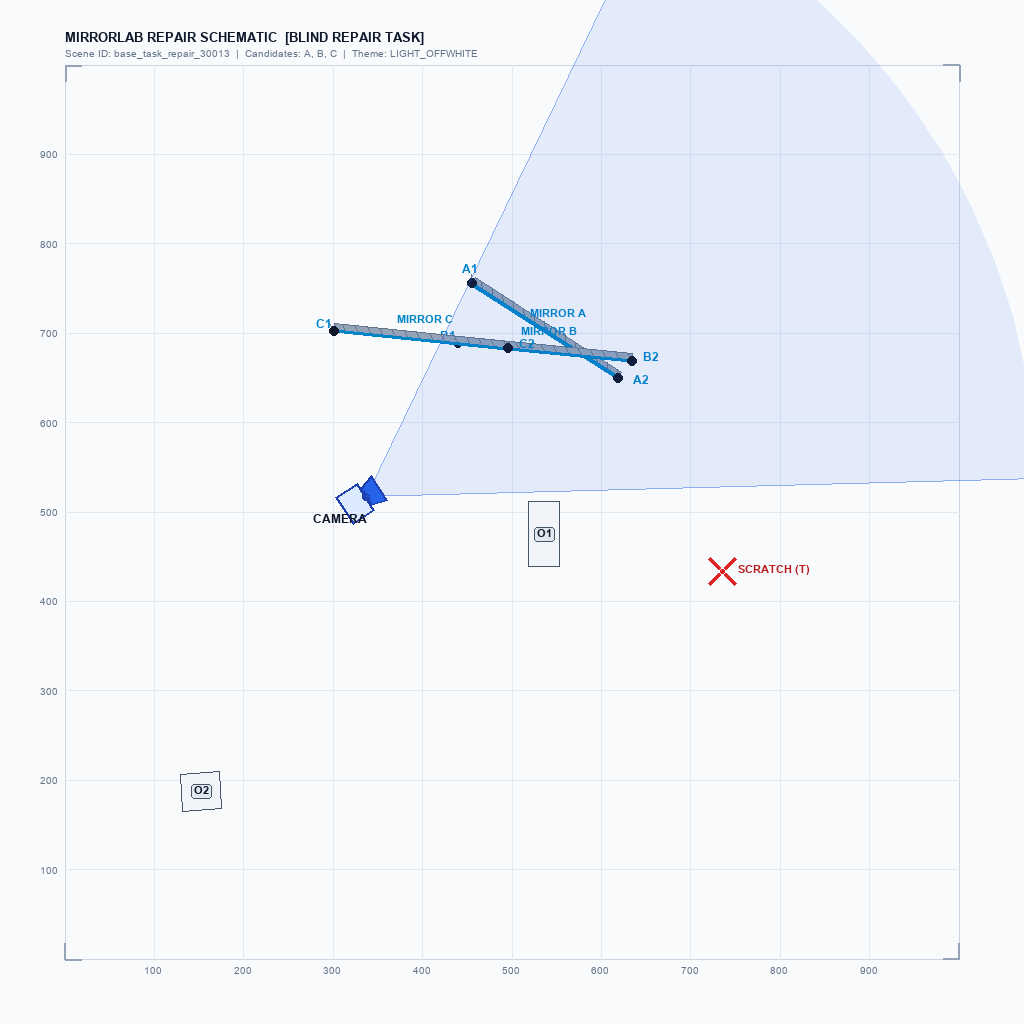 MIRRORLAB REPAIR SCHEMATIC [BLIND REPAIR TASK]
Scene ID: base_task_repair_30013 | Candidates: A, B, C | Theme: LIGHT_OFFWHITE
900
800
700
600
500
400
300
200
100
A1
MIRROR A
C1
MIRROR C
MIRROR B
B1
C2
B2
A2
CAMERA
O1
SCRATCH (T)
O2
100
200
300
400
500
600
700
800
900